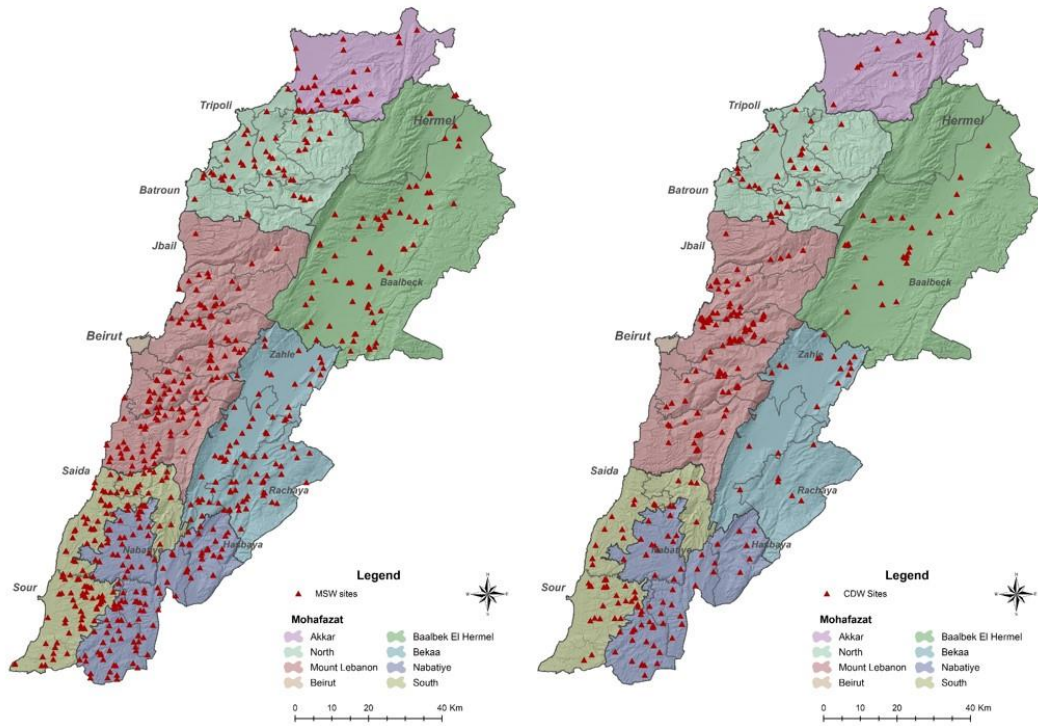 Tripoli
Hermel
Batroun
Jbail
Baalbeck
Beirut
Zahle
Saida
Rachaya
Nabatiye
Hasbaya
Sour
Legend
MSW sites
Mohafazat
Akkar
Baalbek El Hermel
North
Bekaa
Mount Lebanon
Nabatiye
Beirut
South
0 10 20 40 Km
Tripoli
Hermel
Batroun
Jbail
Baalbeck
Beirut
Zahle
Saida
Rachaya
Nabatiye
Hasbaya
Sour
Legend
CDW Sites
Mohafazat
Akkar
Baalbek El Hermel
North
Bekaa
Mount Lebanon
Nabatiye
Beirut
South
0 10 20 40 Km